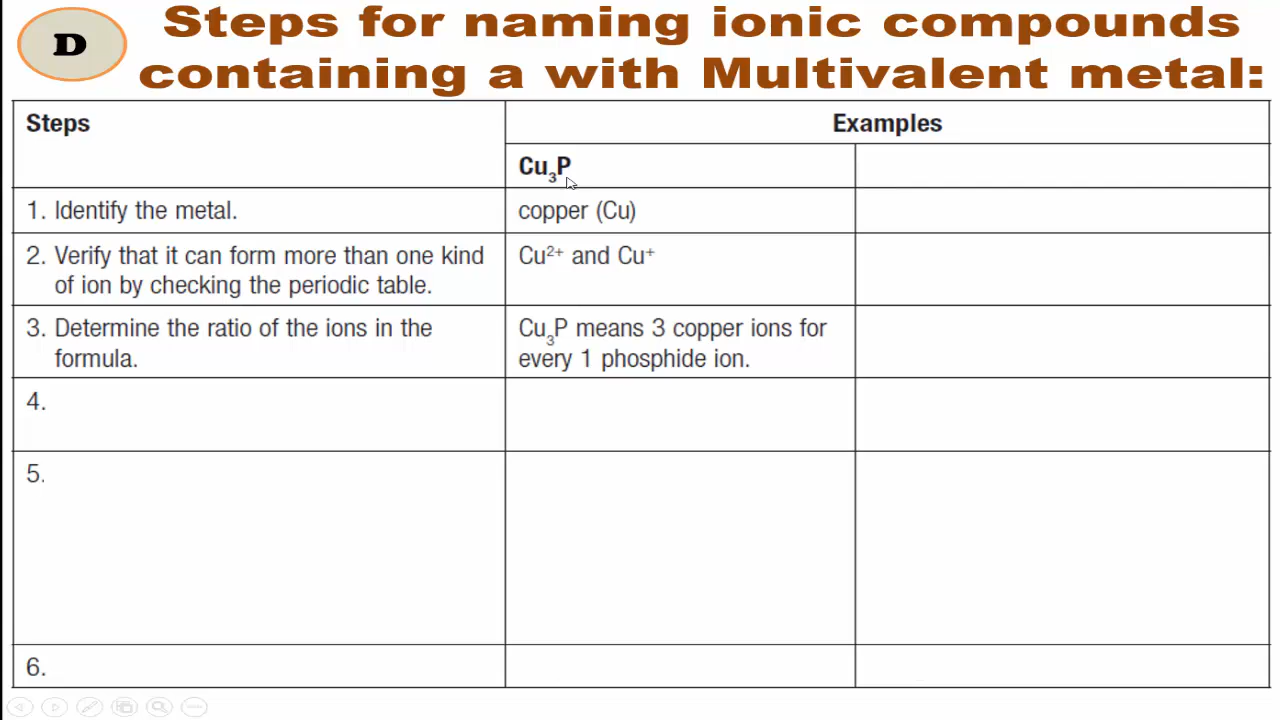 D
Steps for naming ionic compounds
containing a with Multivalent metal:
Steps
Examples
Cu₃P
1. Identify the metal.
copper (Cu)
2. Verify that it can form more than one kind
of ion by checking the periodic table.
Cu²⁺ and Cu⁺
3. Determine the ratio of the ions in the
formula.
Cu₃P means 3 copper ions for
every 1 phosphide ion.
4.
5.
6.